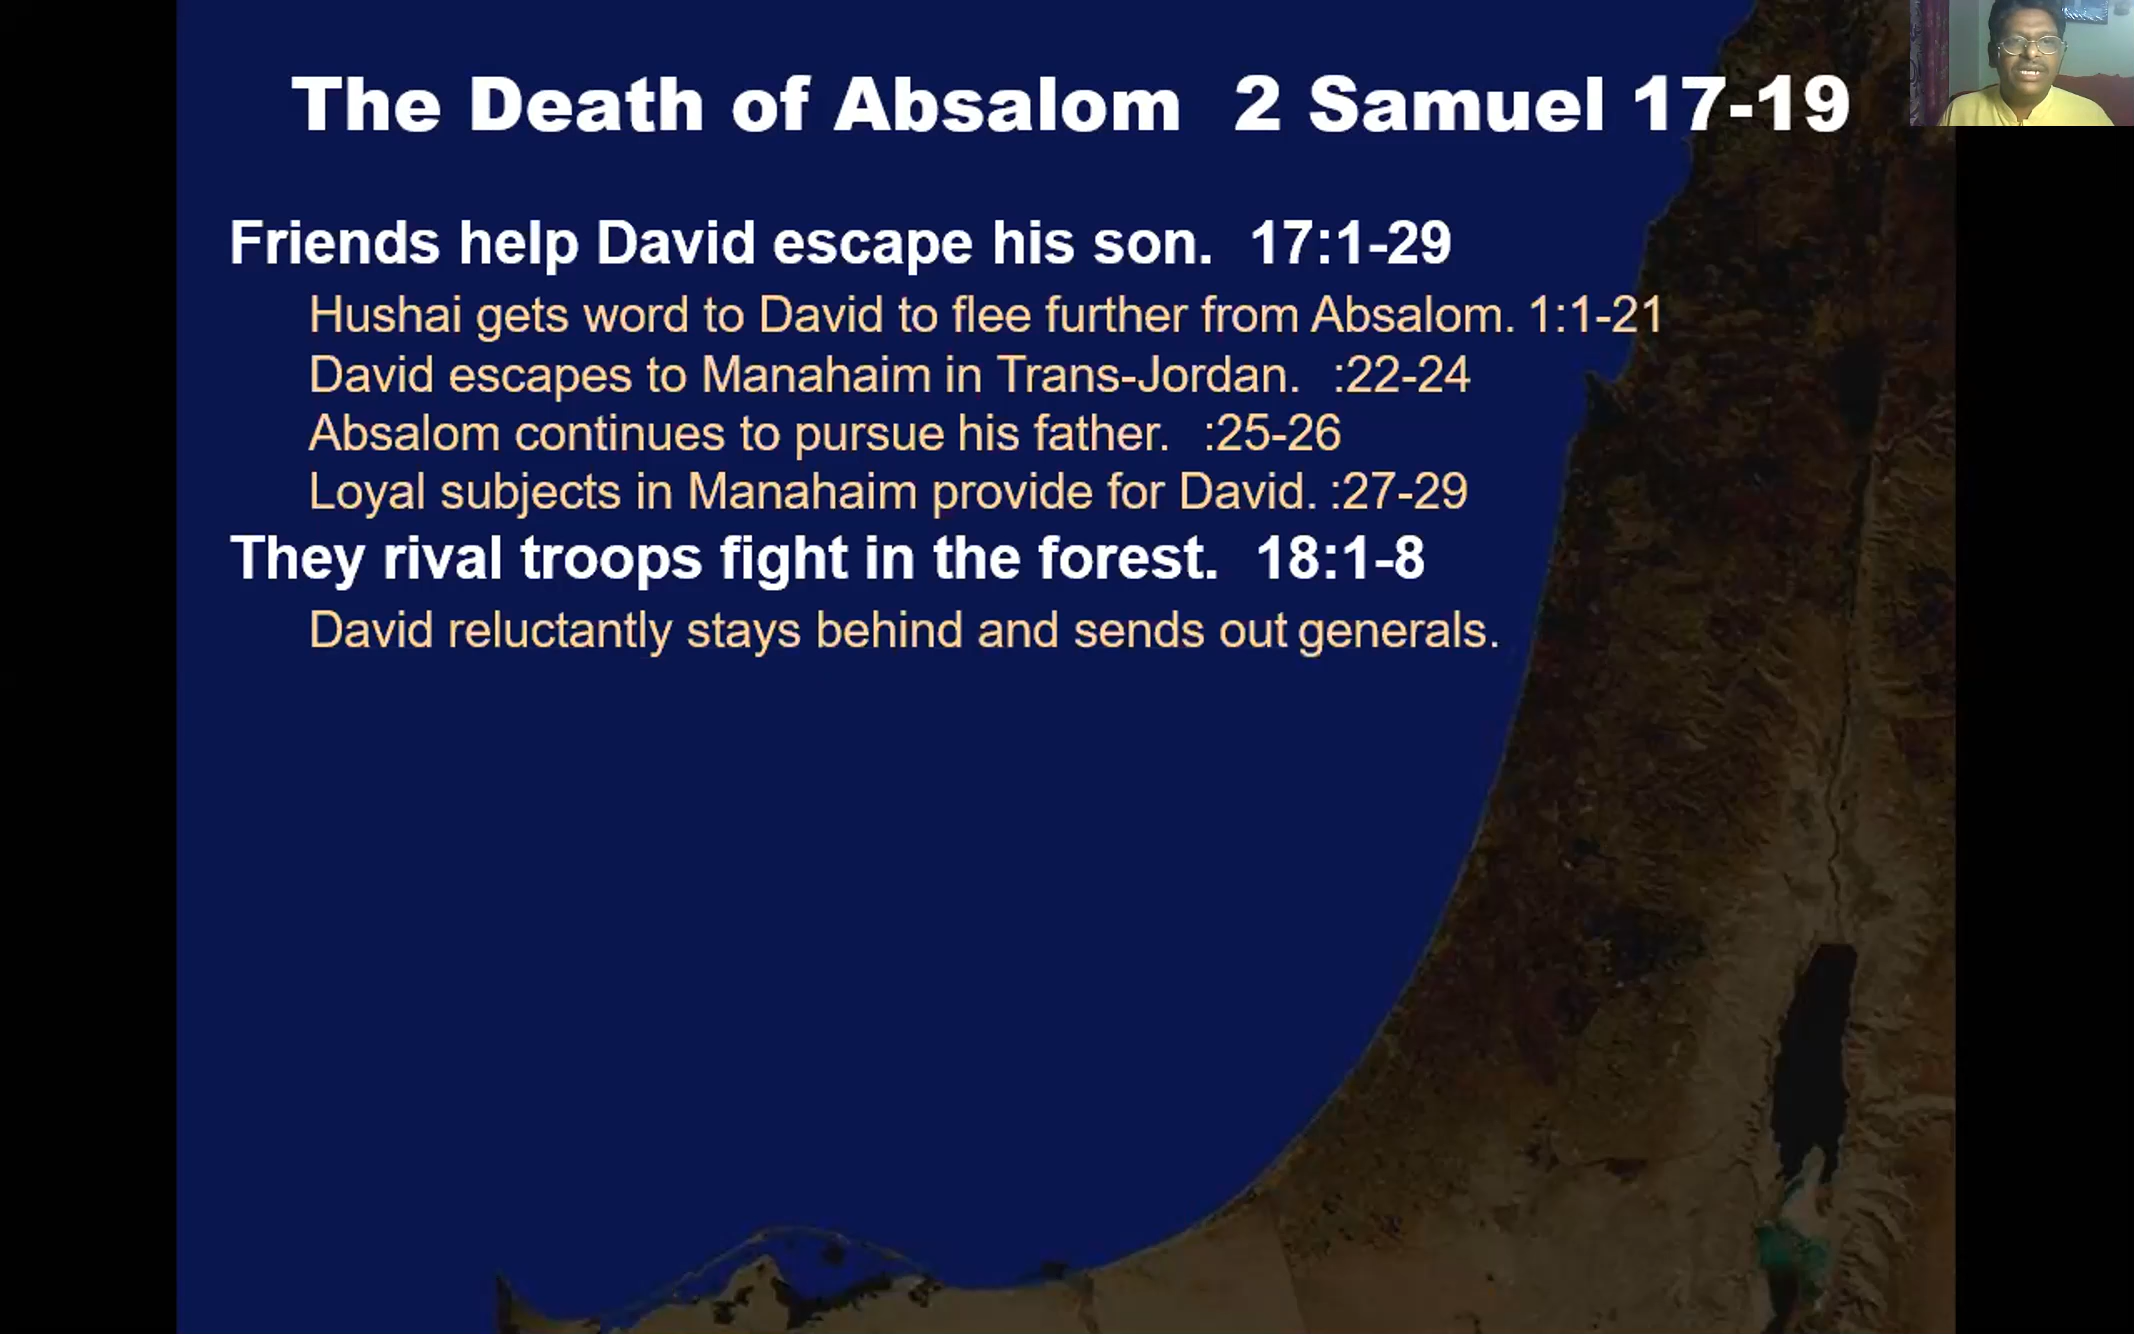 The Death of Absalom 2 Samuel 17-19
Friends help David escape his son. 17:1-29
Hushai gets word to David to flee further from Absalom. 1:1-21
David escapes to Manahaim in Trans-Jordan. :22-24
Absalom continues to pursue his father. :25-26
Loyal subjects in Manahaim provide for David. :27-29
They rival troops fight in the forest. 18:1-8
David reluctantly stays behind and sends out generals.